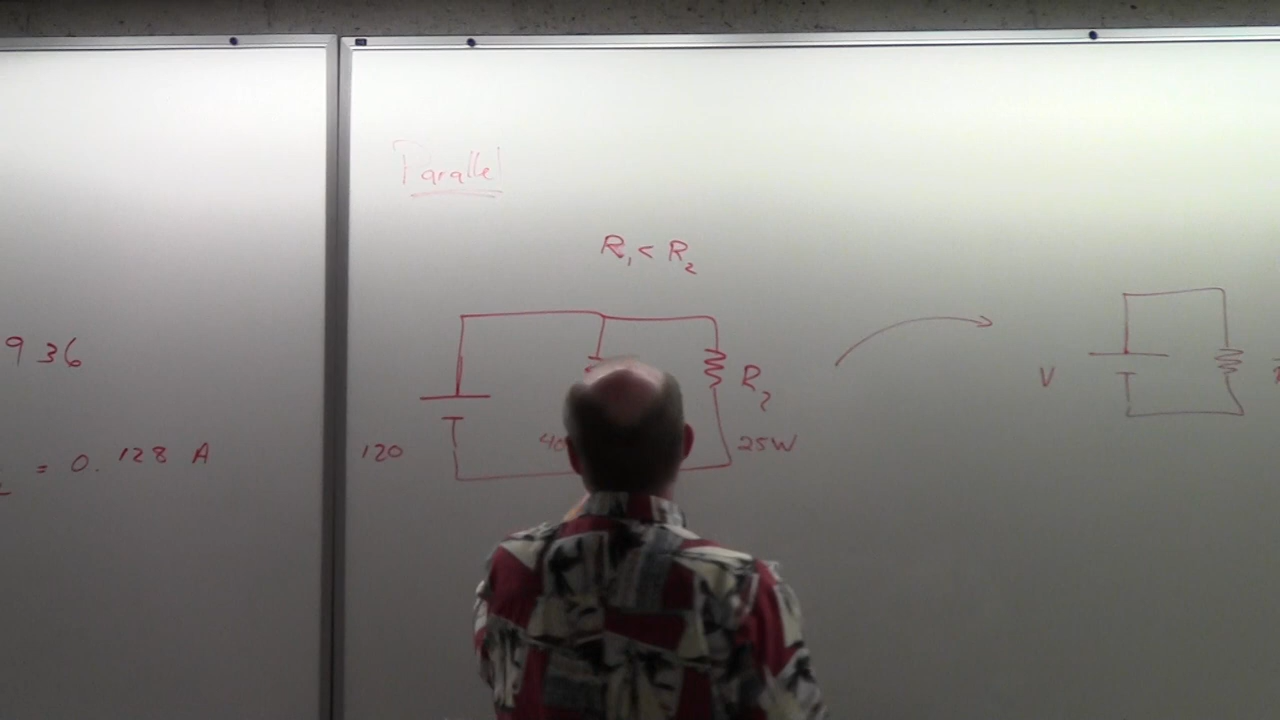 936
= 0.128 A
Parallel
R₁ < R₂
R₂
120
40
25W
V